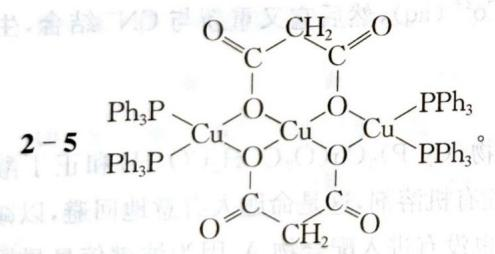 CH₂
O C C O
Ph₃P O O PPh₃
2-5 Cu Cu Cu
Ph₃P O O PPh₃。
C C
O CH₂ O